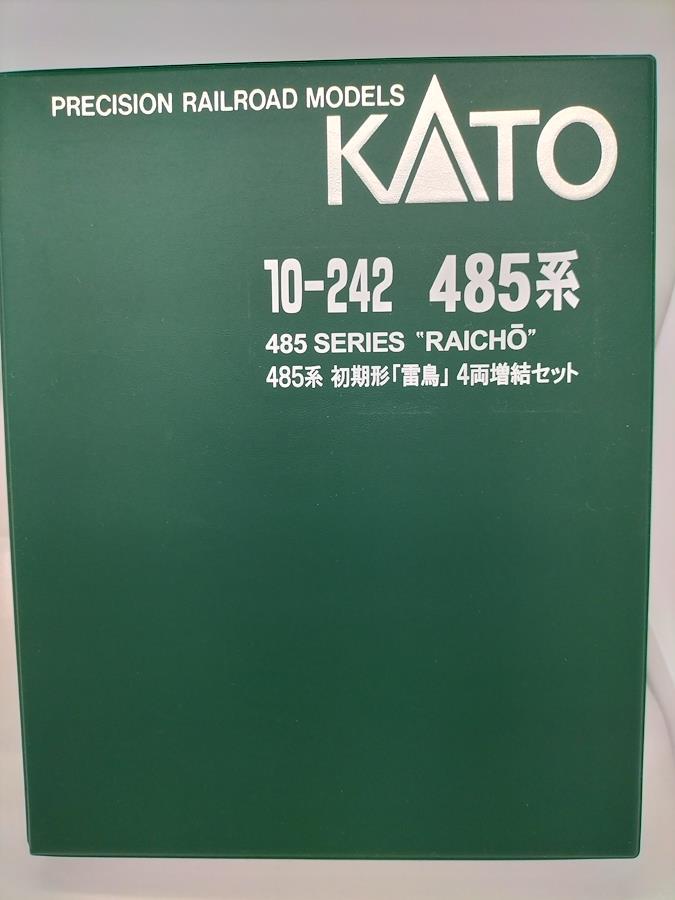 PRECISION RAILROAD MODELS
KATO
10-242 485系
485 SERIES "RAICHŌ"
485系 初期形「雷鳥」 4両増結セット